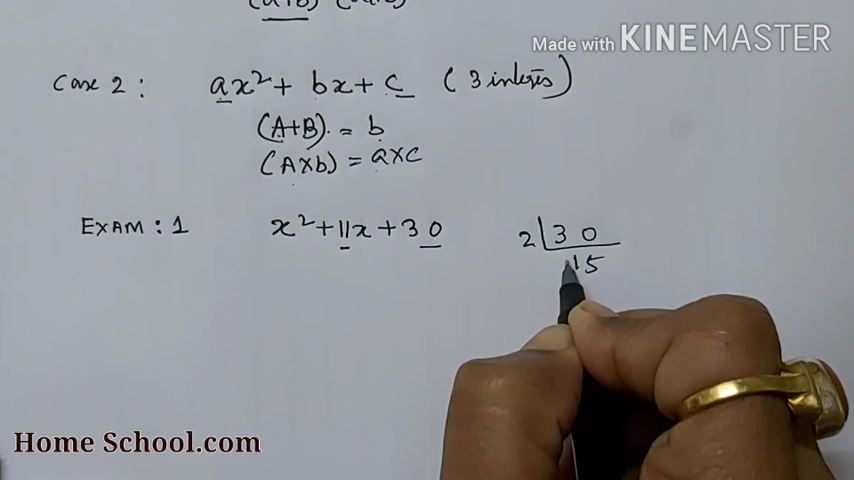 Made with KINEMASTER
Case 2 : ax² + bx + c (3 interms)
(A+B) = b
(A×b) = a×c
EXAM : 1 x² + 11x + 30 2 | 30
15
Home School.com